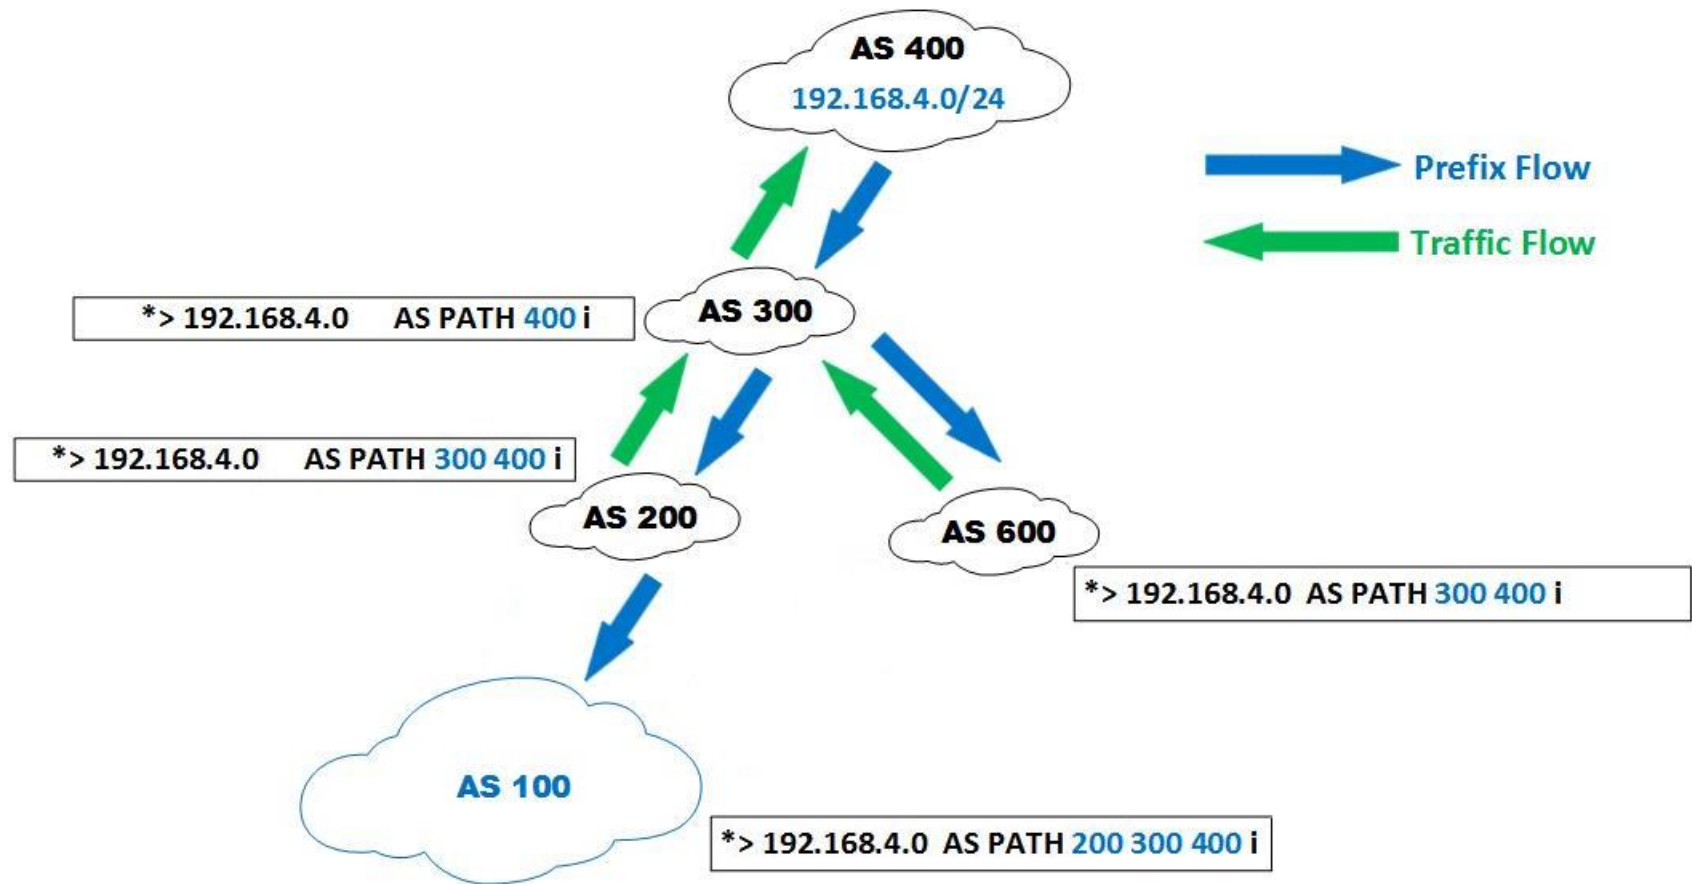 AS 400
192.168.4.0/24
Prefix Flow
Traffic Flow
*> 192.168.4.0 AS PATH 400 i
AS 300
*> 192.168.4.0 AS PATH 300 400 i
AS 200
AS 600
*> 192.168.4.0 AS PATH 300 400 i
AS 100
*> 192.168.4.0 AS PATH 200 300 400 i